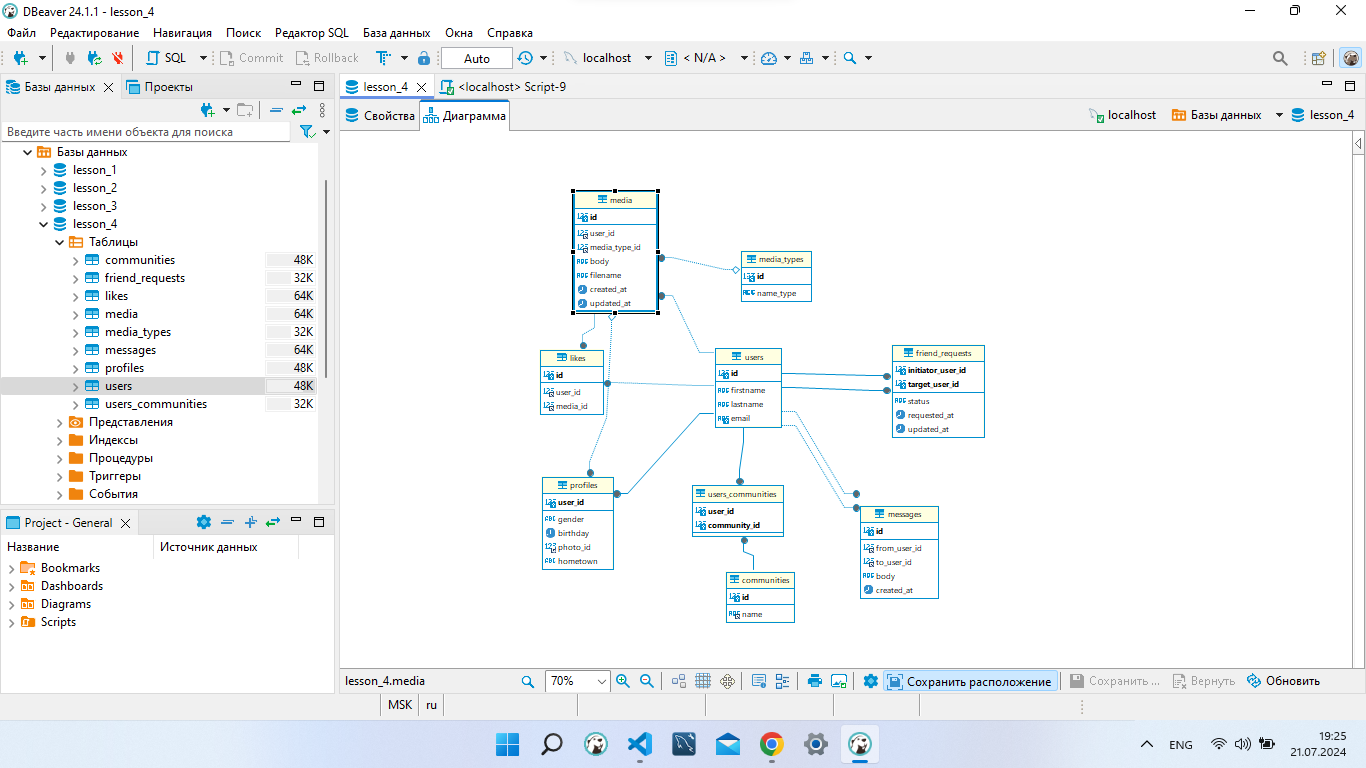 DBeaver 24.1.1 - lesson_4
Файл Редактирование Навигация Поиск Редактор SQL База данных Окна Справка
SQL Commit Rollback Auto localhost < N/A >
Базы данных Проекты
Введите часть имени объекта для поиска
Базы данных
lesson_1
lesson_2
lesson_3
lesson_4
Таблицы
communities 48K
friend_requests 32K
likes 64K
media 64K
media_types 32K
messages 64K
profiles 48K
users 48K
users_communities 32K
Представления
Индексы
Процедуры
Триггеры
События
Project - General
Название Источник данных
Bookmarks
Dashboards
Diagrams
Scripts
lesson_4 <localhost> Script-9
Свойства Диаграмма localhost Базы данных lesson_4
media
id
user_id
media_type_id
body
filename
created_at
updated_at
media_types
id
name_type
likes
id
user_id
media_id
users
id
firstname
lastname
email
friend_requests
initiator_user_id
target_user_id
status
requested_at
updated_at
profiles
user_id
gender
birthday
photo_id
hometown
users_communities
user_id
community_id
messages
id
from_user_id
to_user_id
body
created_at
communities
id
name
lesson_4.media 70% Сохранить расположение Сохранить ... Вернуть Обновить
MSK ru
ENG 19:25
21.07.2024